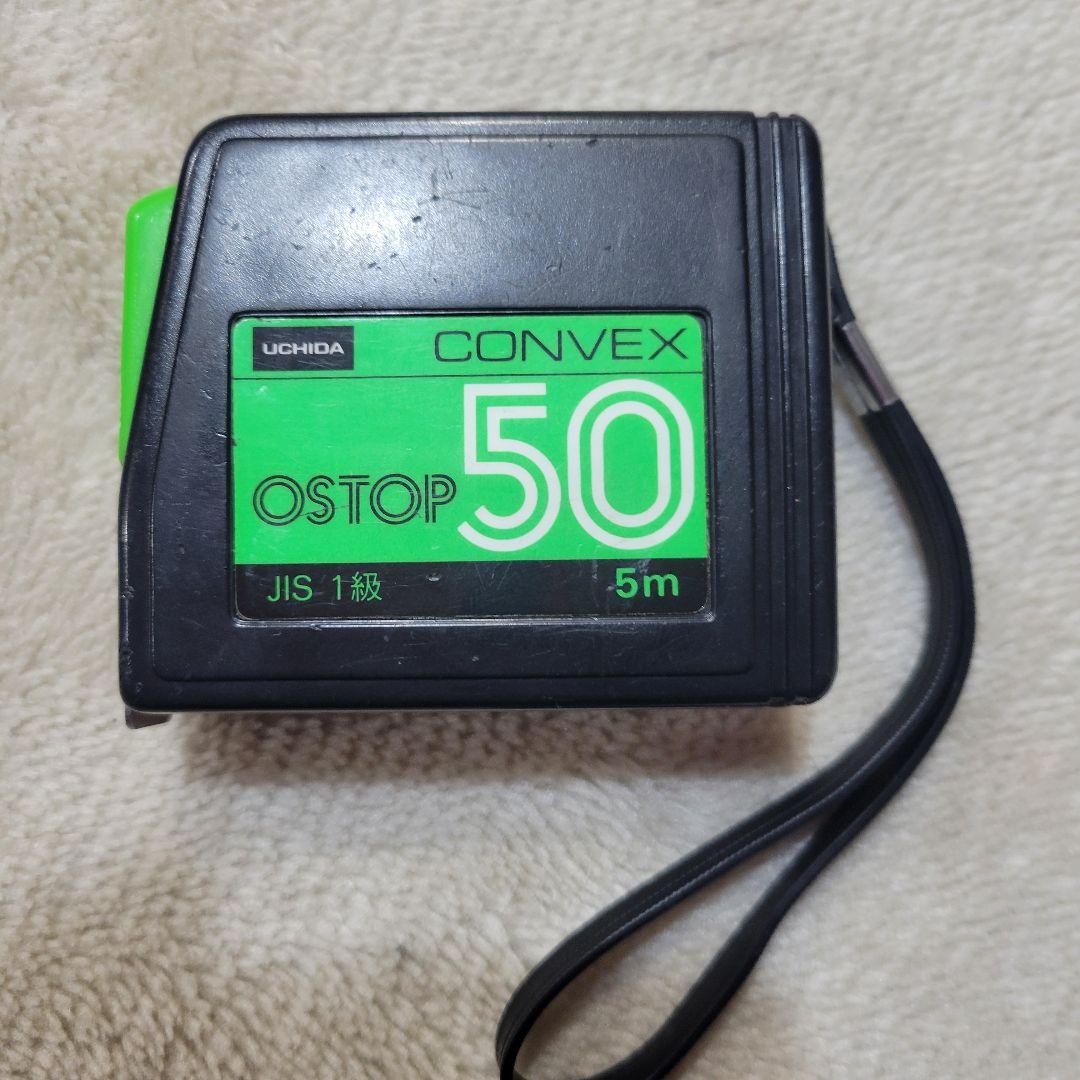 UCHIDA CONVEX
OSTOP 50
JIS 1級 5m